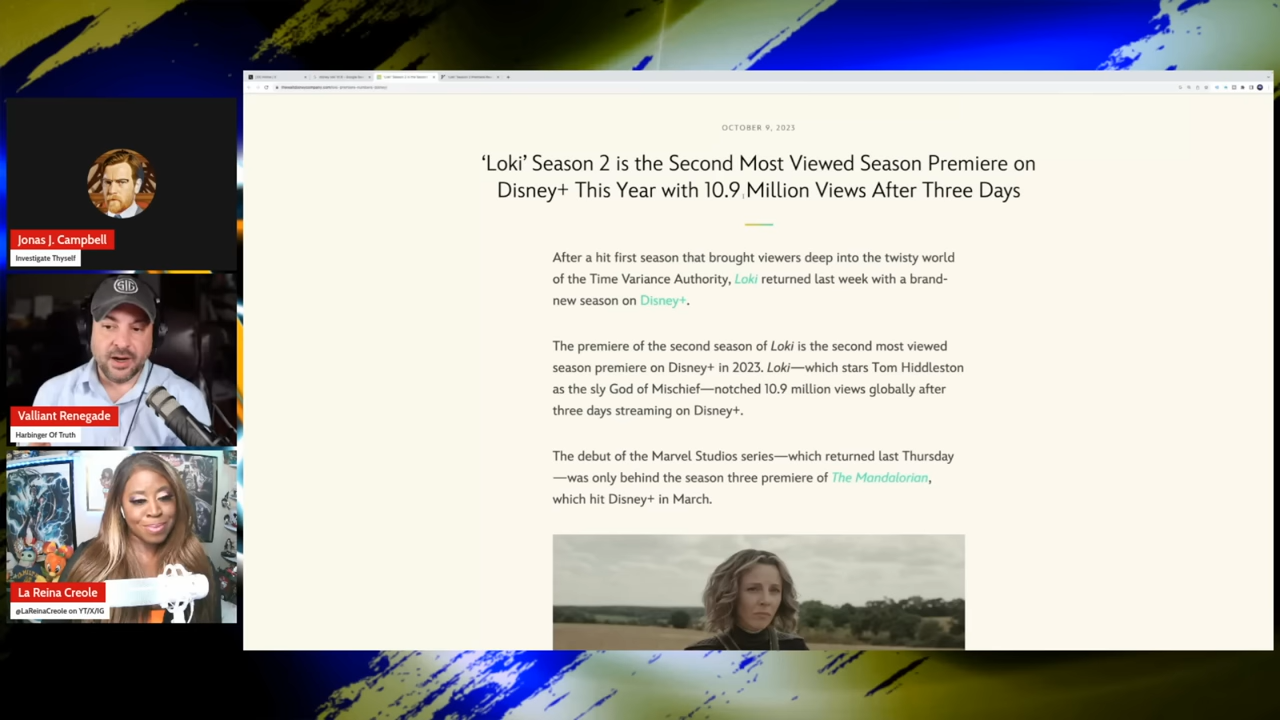 OCTOBER 9, 2023
‘Loki’ Season 2 is the Second Most Viewed Season Premiere on
Disney+ This Year with 10.9 Million Views After Three Days
After a hit first season that brought viewers deep into the twisty world
of the Time Variance Authority, Loki returned last week with a brand-
new season on Disney+.
The premiere of the second season of Loki is the second most viewed
season premiere on Disney+ in 2023. Loki—which stars Tom Hiddleston
as the sly God of Mischief—notched 10.9 million views globally after
three days streaming on Disney+.
The debut of the Marvel Studios series—which returned last Thursday
—was only behind the season three premiere of The Mandalorian,
which hit Disney+ in March.
Jonas J. Campbell
Investigate Thyself
Valliant Renegade
Harbinger Of Truth
La Reina Creole
@LaReinaCreole on YT/X/IG